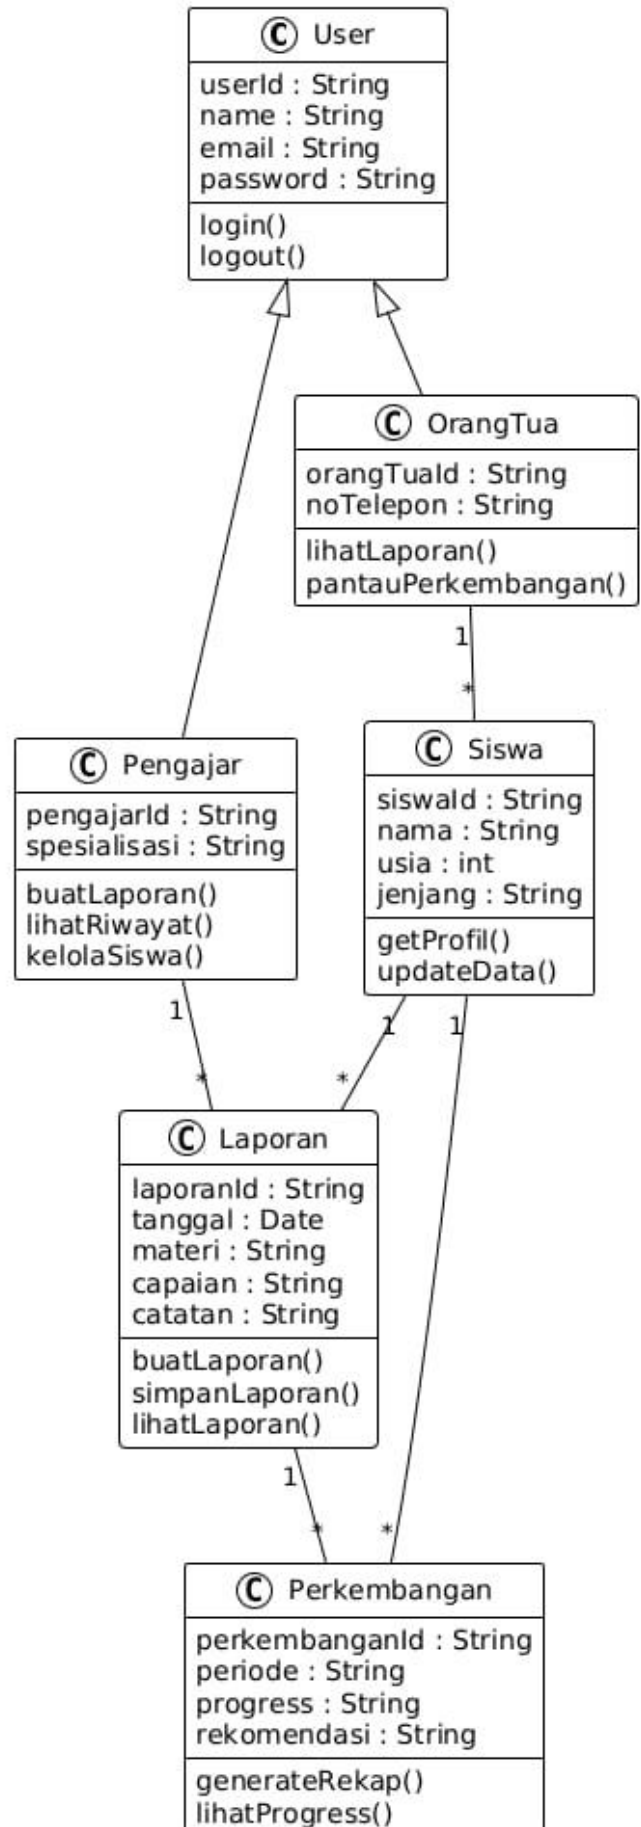 C User
userId : String
name : String
email : String
password : String
login()
logout()
C OrangTua
orangTuaId : String
noTelepon : String
lihatLaporan()
pantauPerkembangan()
1
*
C Pengajar
pengajarId : String
spesialisasi : String
buatLaporan()
lihatRiwayat()
kelolaSiswa()
C Siswa
siswaId : String
nama : String
usia : int
jenjang : String
getProfil()
updateData()
1
1
1
*
*
C Laporan
laporanId : String
tanggal : Date
materi : String
capaian : String
catatan : String
buatLaporan()
simpanLaporan()
lihatLaporan()
1
*
*
C Perkembangan
perkembanganId : String
periode : String
progress : String
rekomendasi : String
generateRekap()
lihatProgress()